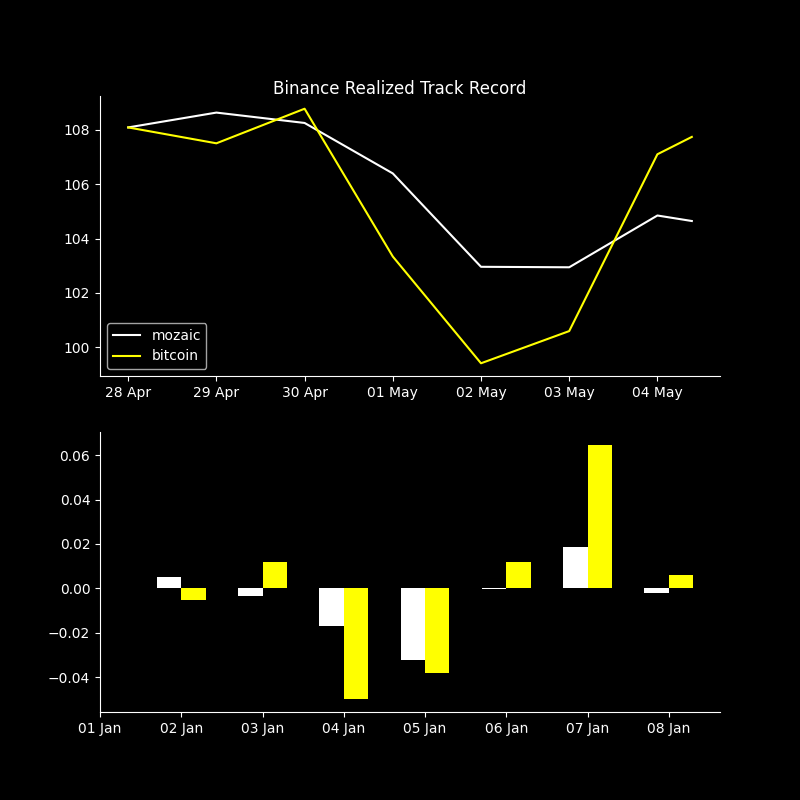 Binance Realized Track Record
108
106
104
102
100
mozaic
bitcoin
28 Apr 29 Apr 30 Apr 01 May 02 May 03 May 04 May
0.06
0.04
0.02
0.00
−0.02
−0.04
01 Jan 02 Jan 03 Jan 04 Jan 05 Jan 06 Jan 07 Jan 08 Jan